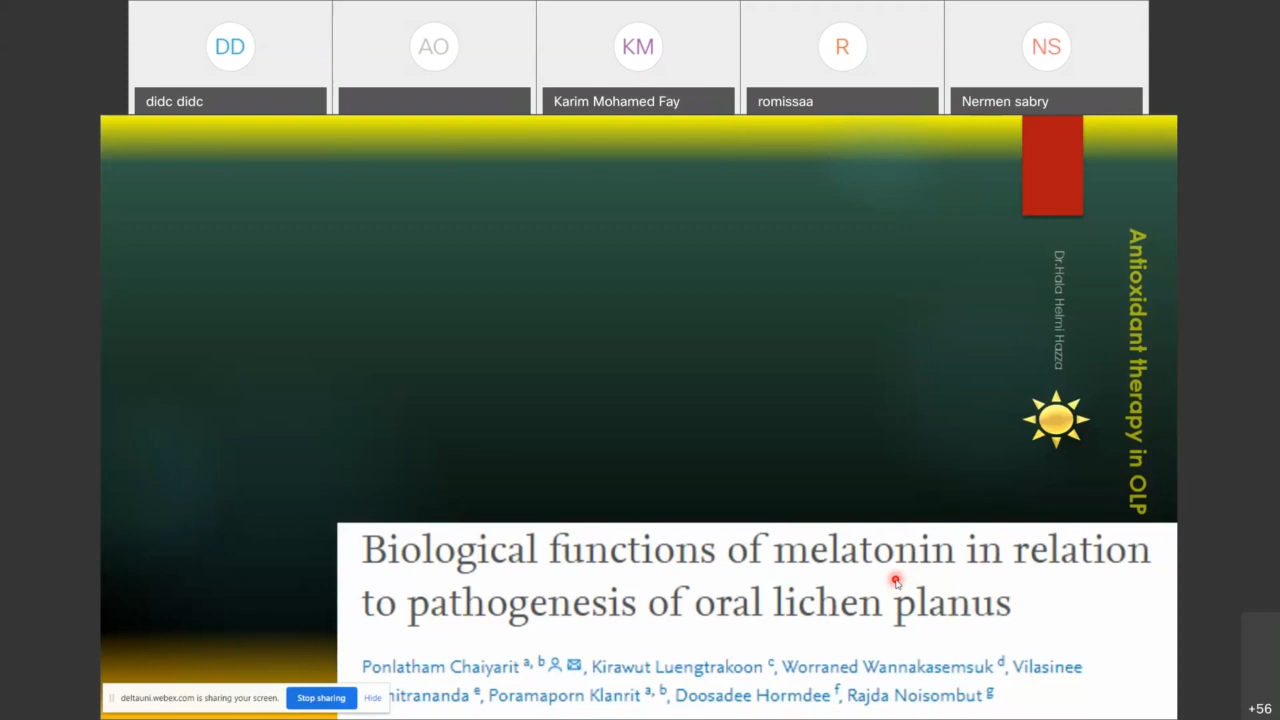 DD
AO
KM
R
NS
didc didc
Karim Mohamed Fay
romissaa
Nermen sabry
Antioxidant therapy in OLP
Dr.Hala Helmi Hazza
Biological functions of melatonin in relation
to pathogenesis of oral lichen planus
Ponlatham Chaiyarit a, b, Kirawut Luengtrakoon c, Worraned Wannakasemsuk d, Vilasinee
e, Poramaporn Klanrit a, b, Doosadee Hormdee f, Rajda Noisombut g
deltauni.webex.com is sharing your screen. Stop sharing Hide
+56